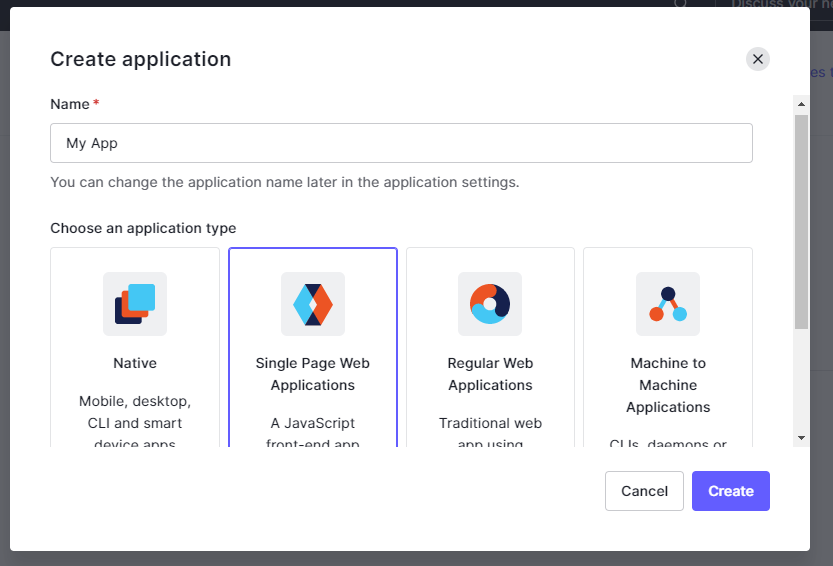 Discuss your ne
es t
Create application
Name *
My App
You can change the application name later in the application settings.
Choose an application type
Native
Mobile, desktop,
CLI and smart
device apps
Single Page Web
Applications
A JavaScript
front-end app
Regular Web
Applications
Traditional web
app using
Machine to
Machine
Applications
CLIs, daemons or
Cancel
Create